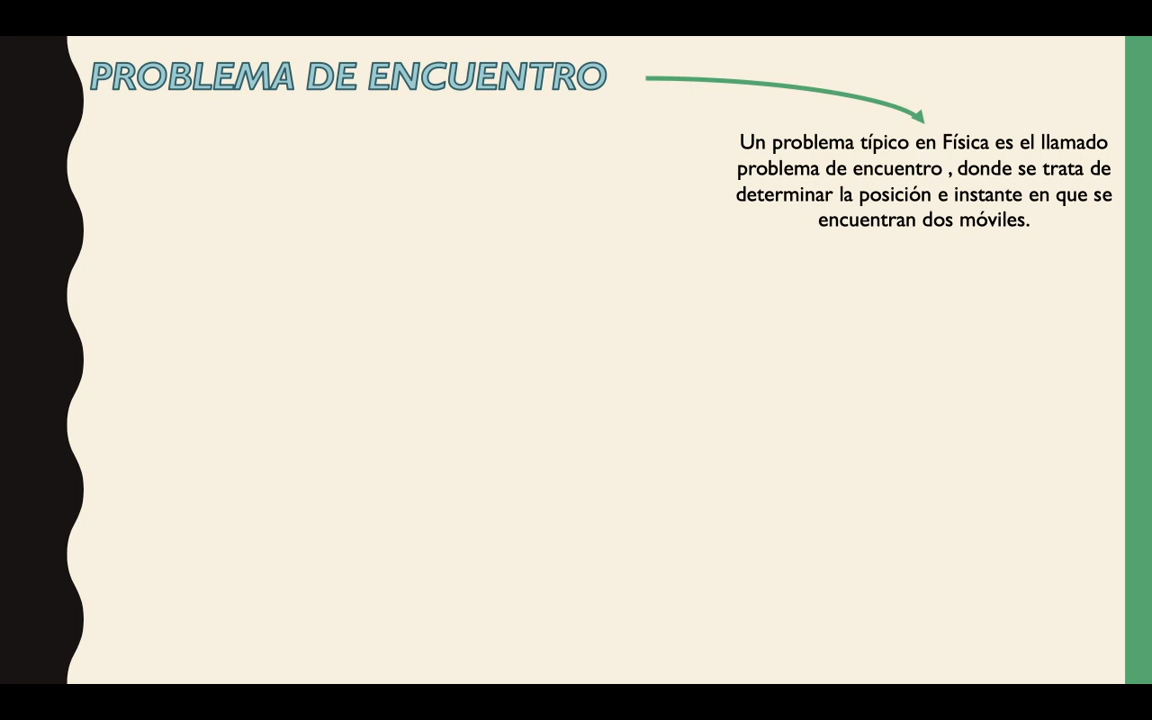 PROBLEMA DE ENCUENTRO
Un problema típico en Física es el llamado
problema de encuentro , donde se trata de
determinar la posición e instante en que se
encuentran dos móviles.